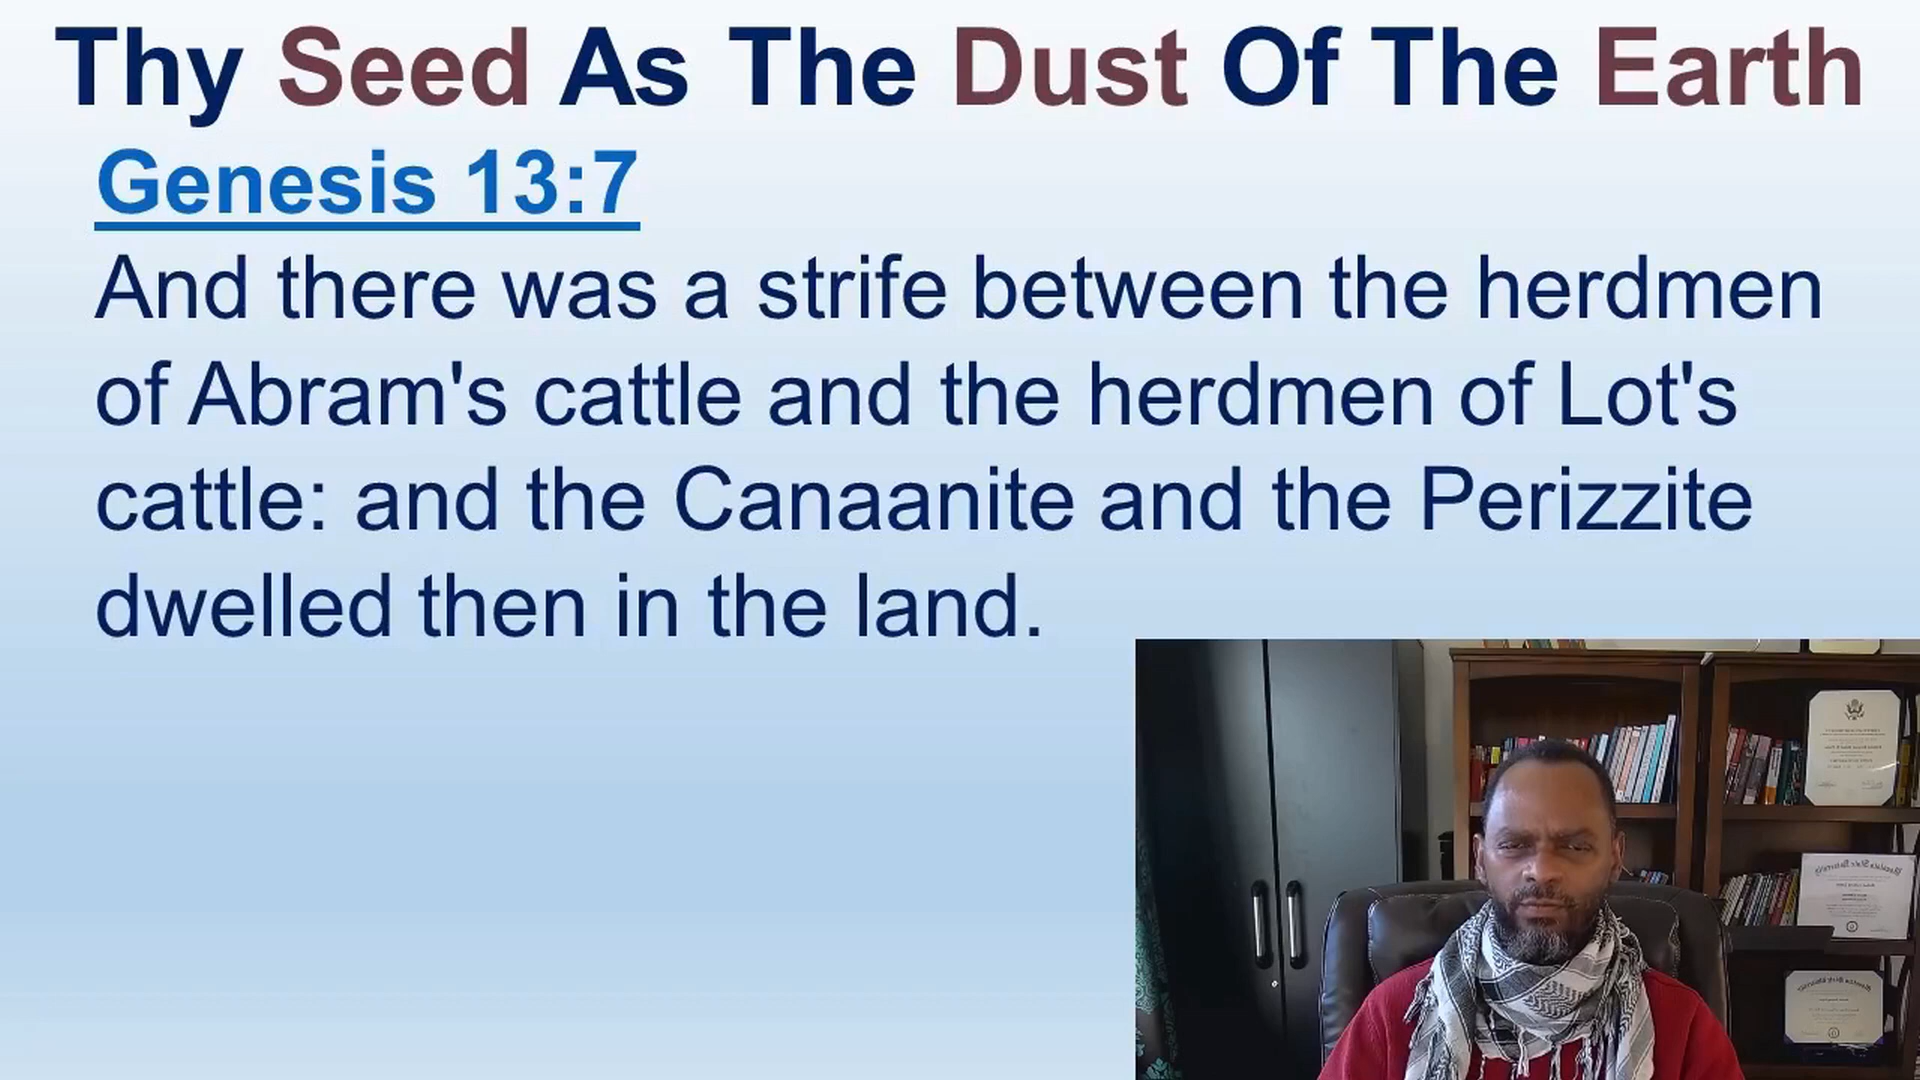 Thy Seed As The Dust Of The Earth
Genesis 13:7
And there was a strife between the herdmen
of Abram's cattle and the herdmen of Lot's
cattle: and the Canaanite and the Perizzite
dwelled then in the land.